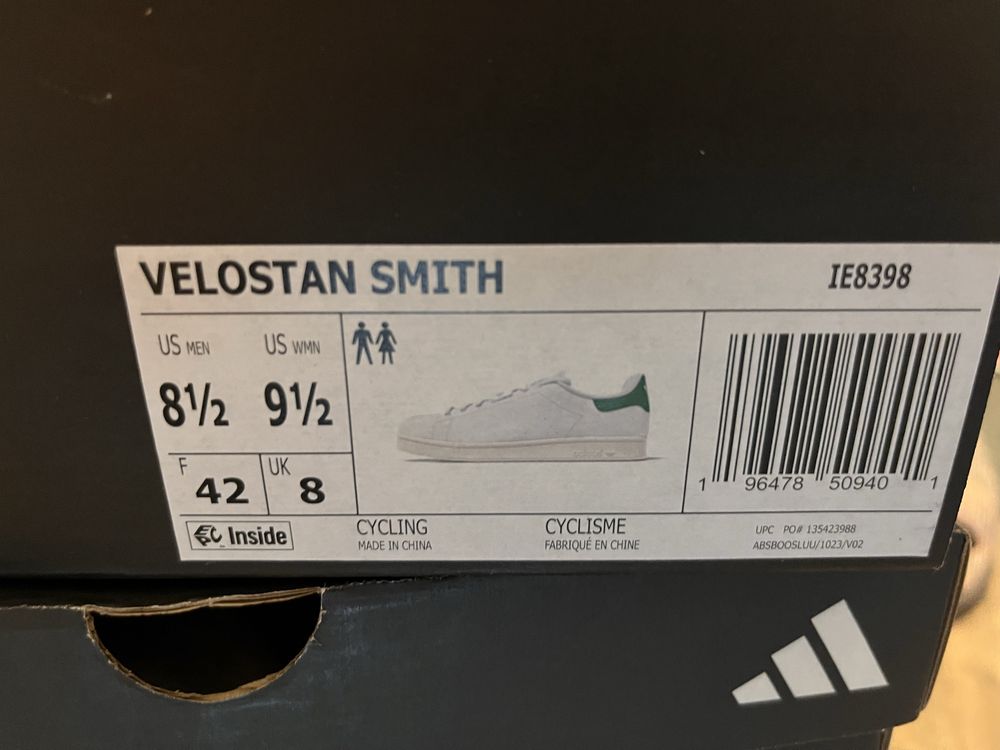 VELOSTAN SMITH IE8398
US MEN US WMN
8½ 9½
F 42 UK 8
EPC Inside
CYCLING CYCLISME
MADE IN CHINA FABRIQUÉ EN CHINE
1 96478 50940 1
UPC PO# 135423988
ABSBOOSLUU/1023/V02